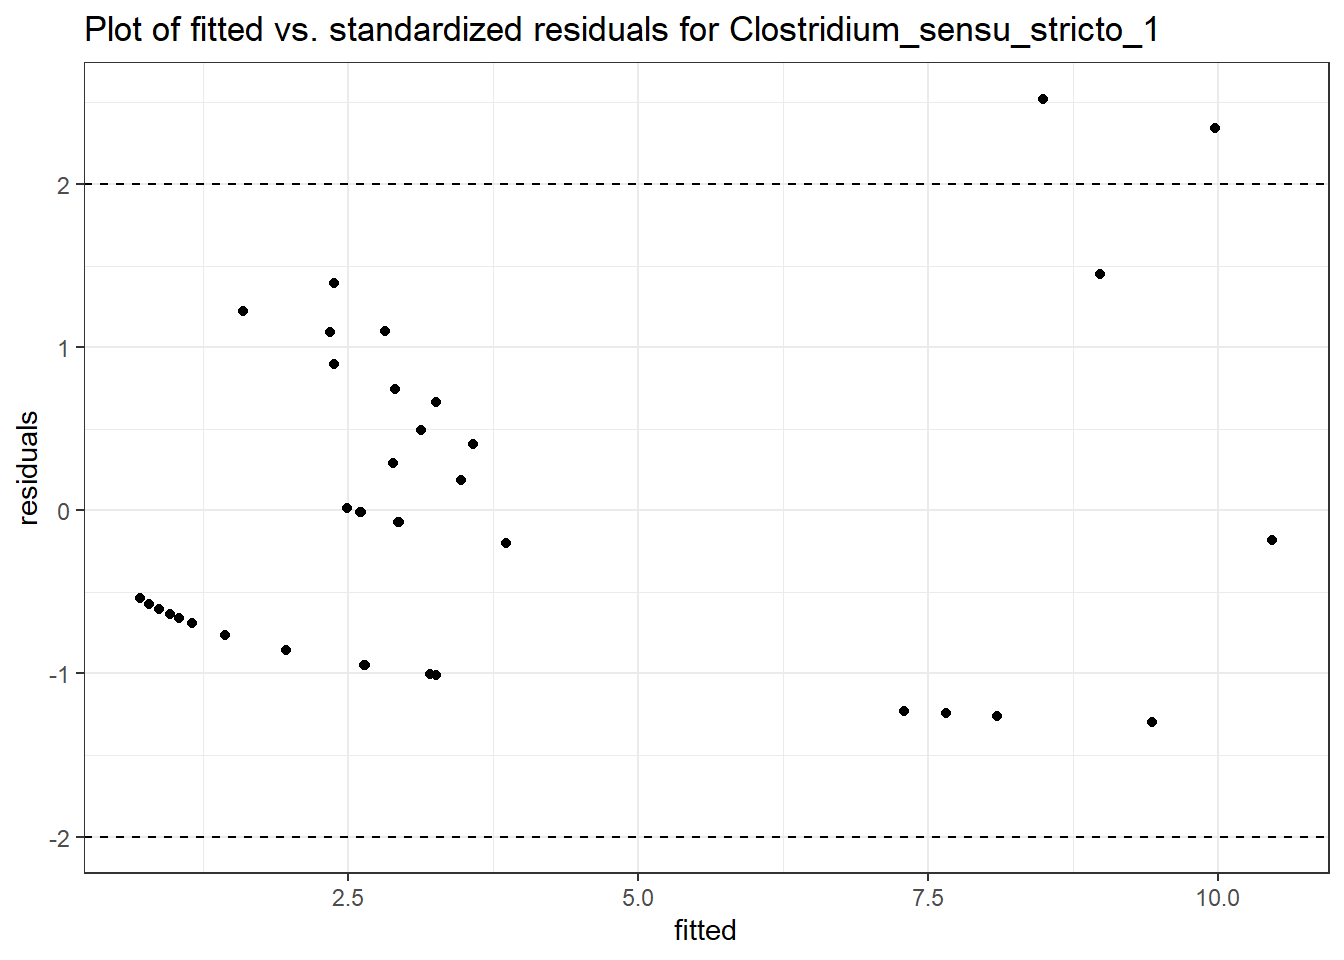 Plot of fitted vs. standardized residuals for Clostridium_sensu_stricto_1
2
1
0
-1
-2
residuals
2.5 5.0 7.5 10.0
fitted